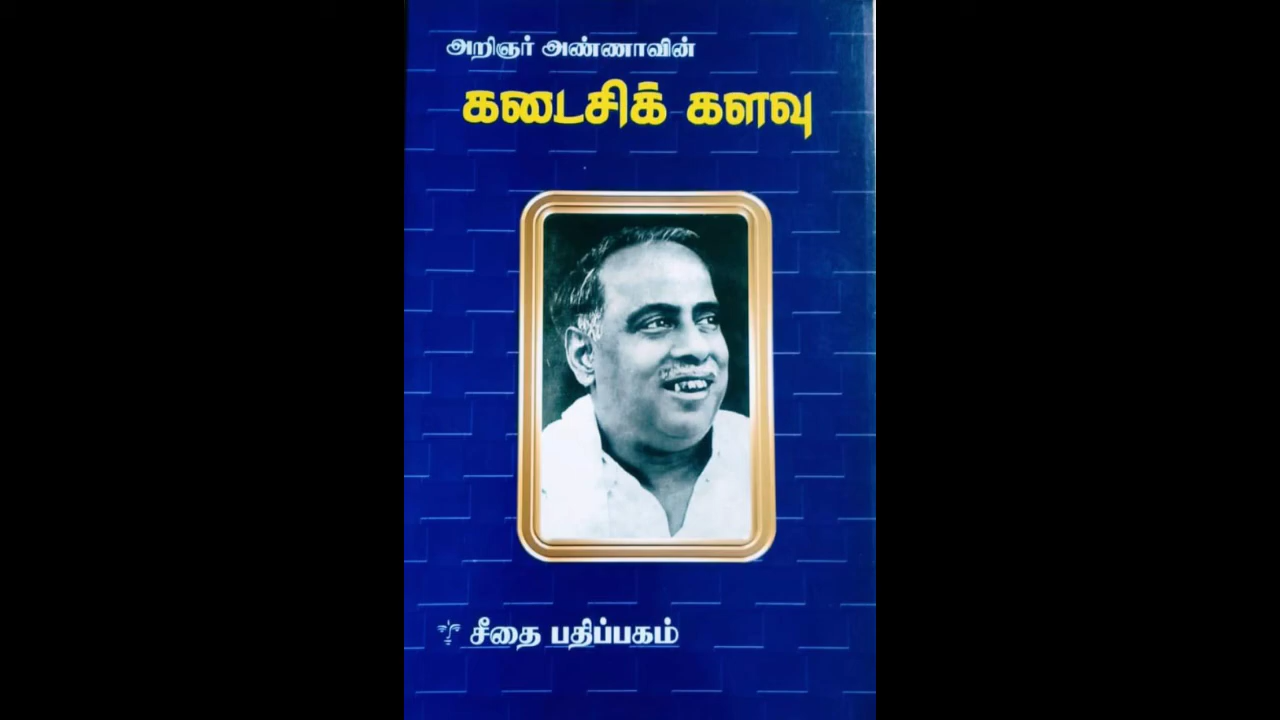 அறிஞர் அண்ணாவின்
கடைசிக் களவு
சீதை பதிப்பகம்